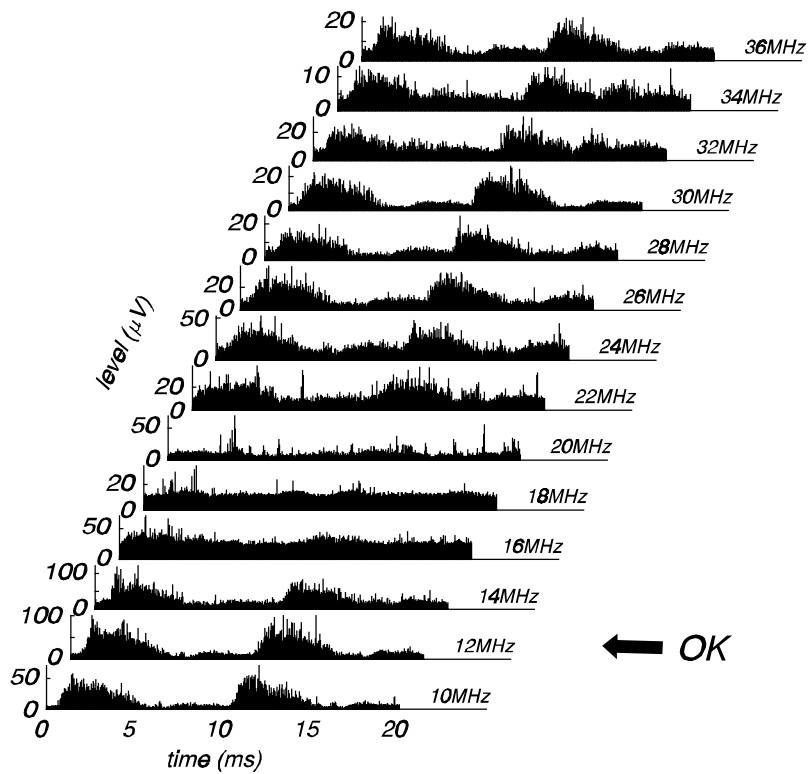 20
0
36MHz
10
0
34MHz
20
0
32MHz
20
0
30MHz
20
0
28MHz
20
0
26MHz
level (μV)
50
0
24MHz
20
0
22MHz
50
0
20MHz
20
0
18MHz
50
0
16MHz
100
0
14MHz
100
0
12MHz
OK
50
0
10MHz
0 5 10 15 20
time (ms)